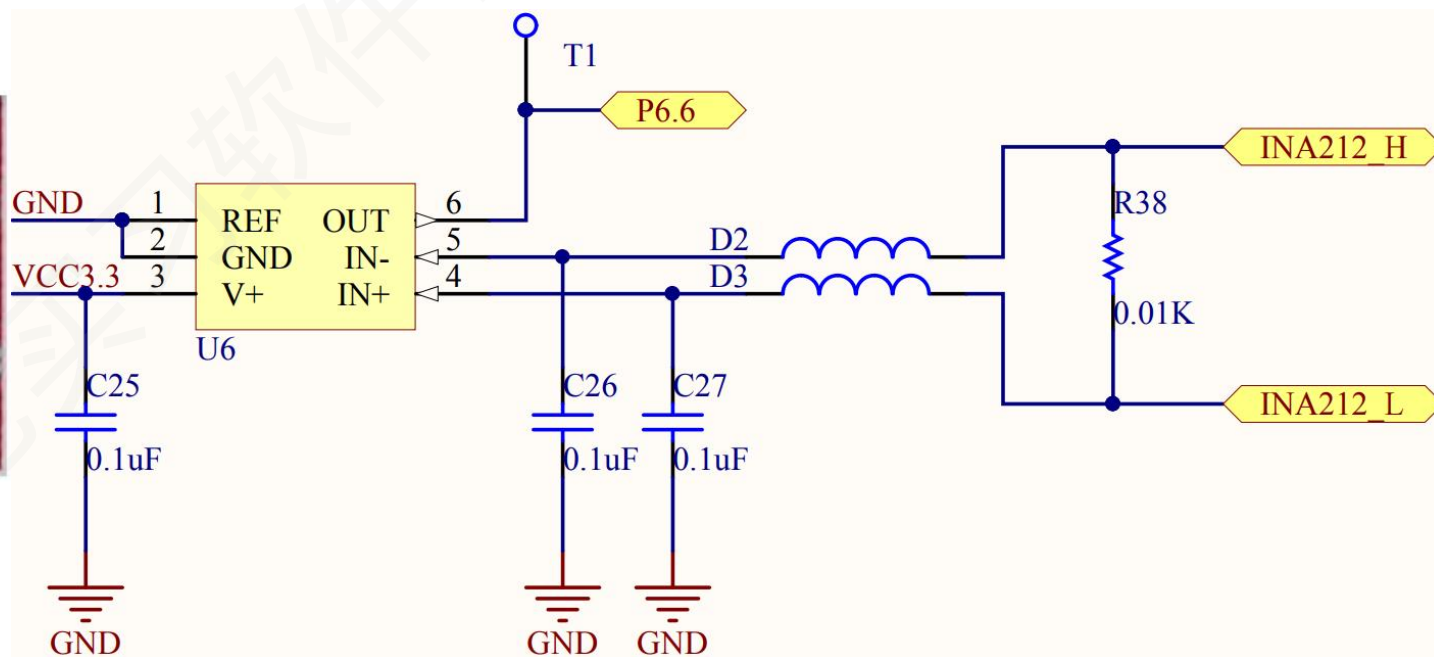 T1
P6.6
INA212_H
GND
1
REF
OUT
6
R38
2
GND
IN-
5
D2
VCC3.3
3
V+
IN+
4
D3
0.01K
U6
C25
C26
C27
INA212_L
0.1uF
0.1uF
0.1uF
GND
GND
GND